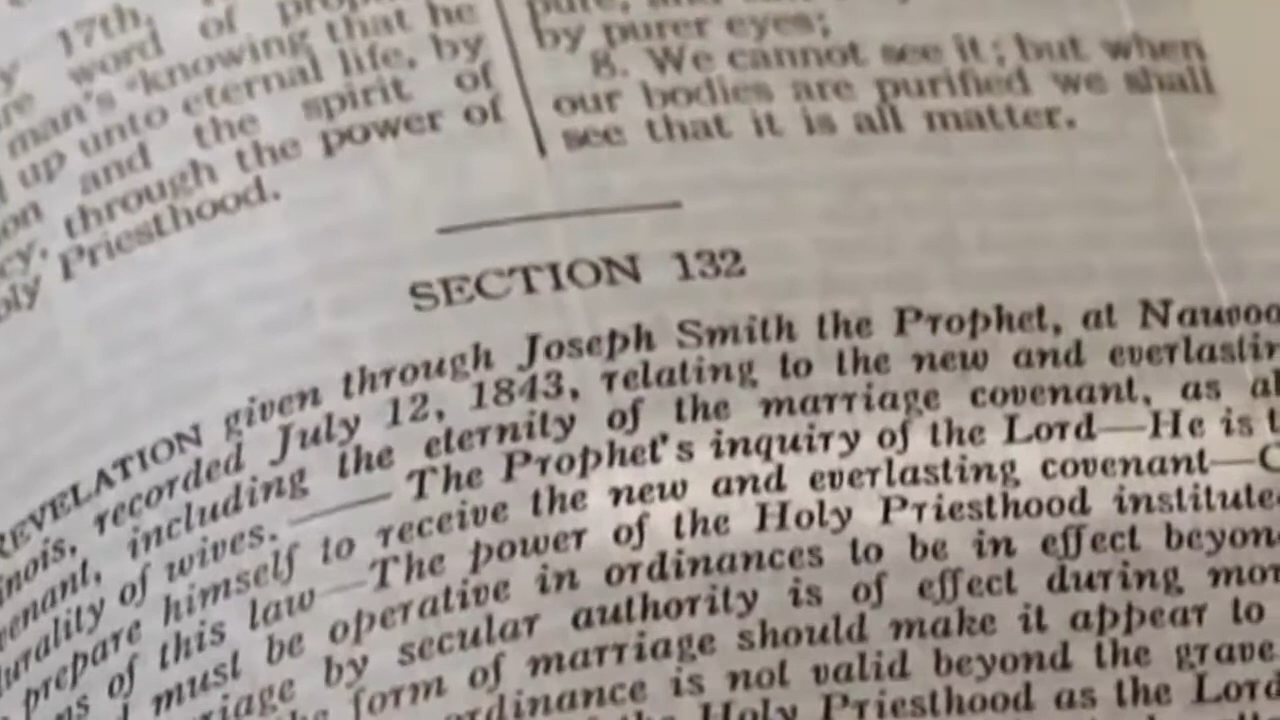 17th,
word of
man's knowing that he
up unto eternal life, by
and the spirit of
through the power of
Priesthood.
by purer eyes;
8. We cannot see it; but when
our bodies are purified we shall
see that it is all matter.
SECTION 132
REVELATION given through Joseph Smith the Prophet, at Nauvoo
recorded July 12, 1843, relating to the new and everlastin
including the eternity of the marriage covenant, as al
of wives. — The Prophet's inquiry of the Lord—He is t
prepare himself to receive the new and everlasting covenant—C
of this law—The power of the Holy Priesthood institute
must be operative in ordinances to be in effect beyon
by secular authority is of effect during mor
form of marriage should make it appear to
ordinance is not valid beyond the grave
the Holy Priesthood as the Lord